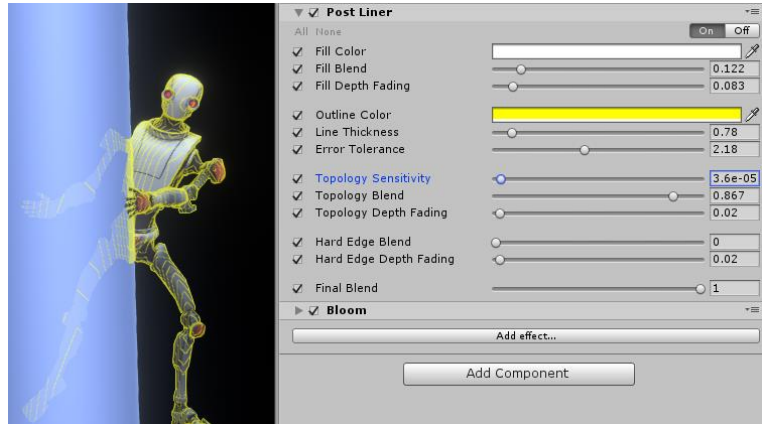 Post Liner
All None On Off
Fill Color
Fill Blend 0.122
Fill Depth Fading 0.083
Outline Color
Line Thickness 0.78
Error Tolerance 2.18
Topology Sensitivity 3.6e-05
Topology Blend 0.867
Topology Depth Fading 0.02
Hard Edge Blend 0
Hard Edge Depth Fading 0.02
Final Blend 1
Bloom
Add effect...
Add Component